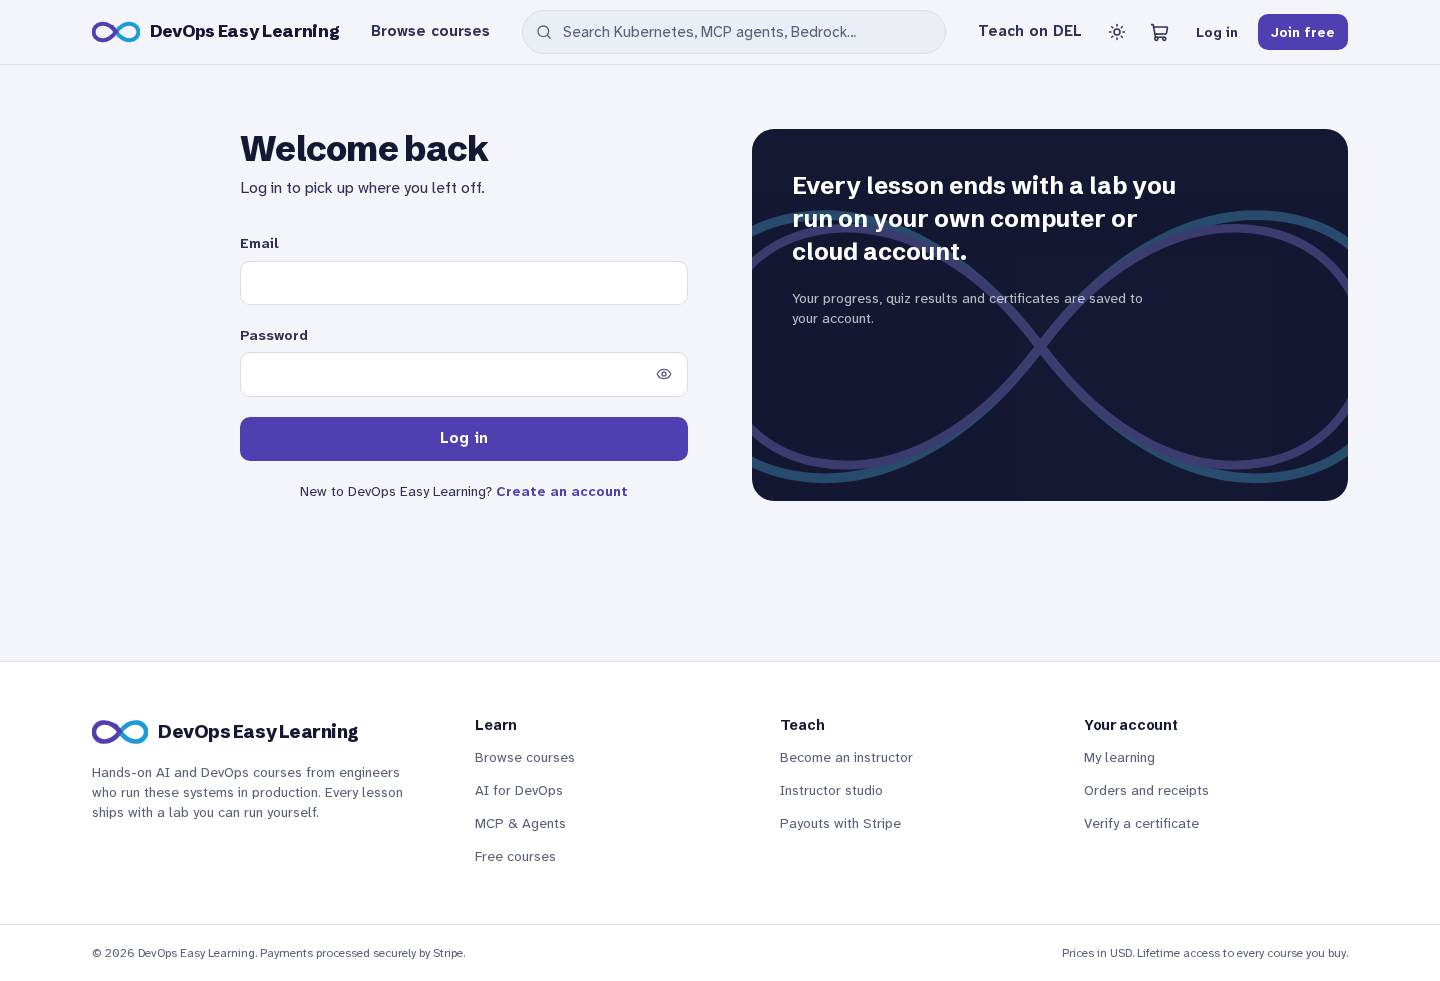 DevOps Easy Learning
Browse courses
Search Kubernetes, MCP agents, Bedrock...
Teach on DEL
Log in
Join free
Welcome back
Log in to pick up where you left off.
Email
Password
Log in
New to DevOps Easy Learning? Create an account
Every lesson ends with a lab you
run on your own computer or
cloud account.
Your progress, quiz results and certificates are saved to
your account.
DevOps Easy Learning
Hands-on AI and DevOps courses from engineers
who run these systems in production. Every lesson
ships with a lab you can run yourself.
Learn
Browse courses
AI for DevOps
MCP & Agents
Free courses
Teach
Become an instructor
Instructor studio
Payouts with Stripe
Your account
My learning
Orders and receipts
Verify a certificate
© 2026 DevOps Easy Learning. Payments processed securely by Stripe.
Prices in USD. Lifetime access to every course you buy.